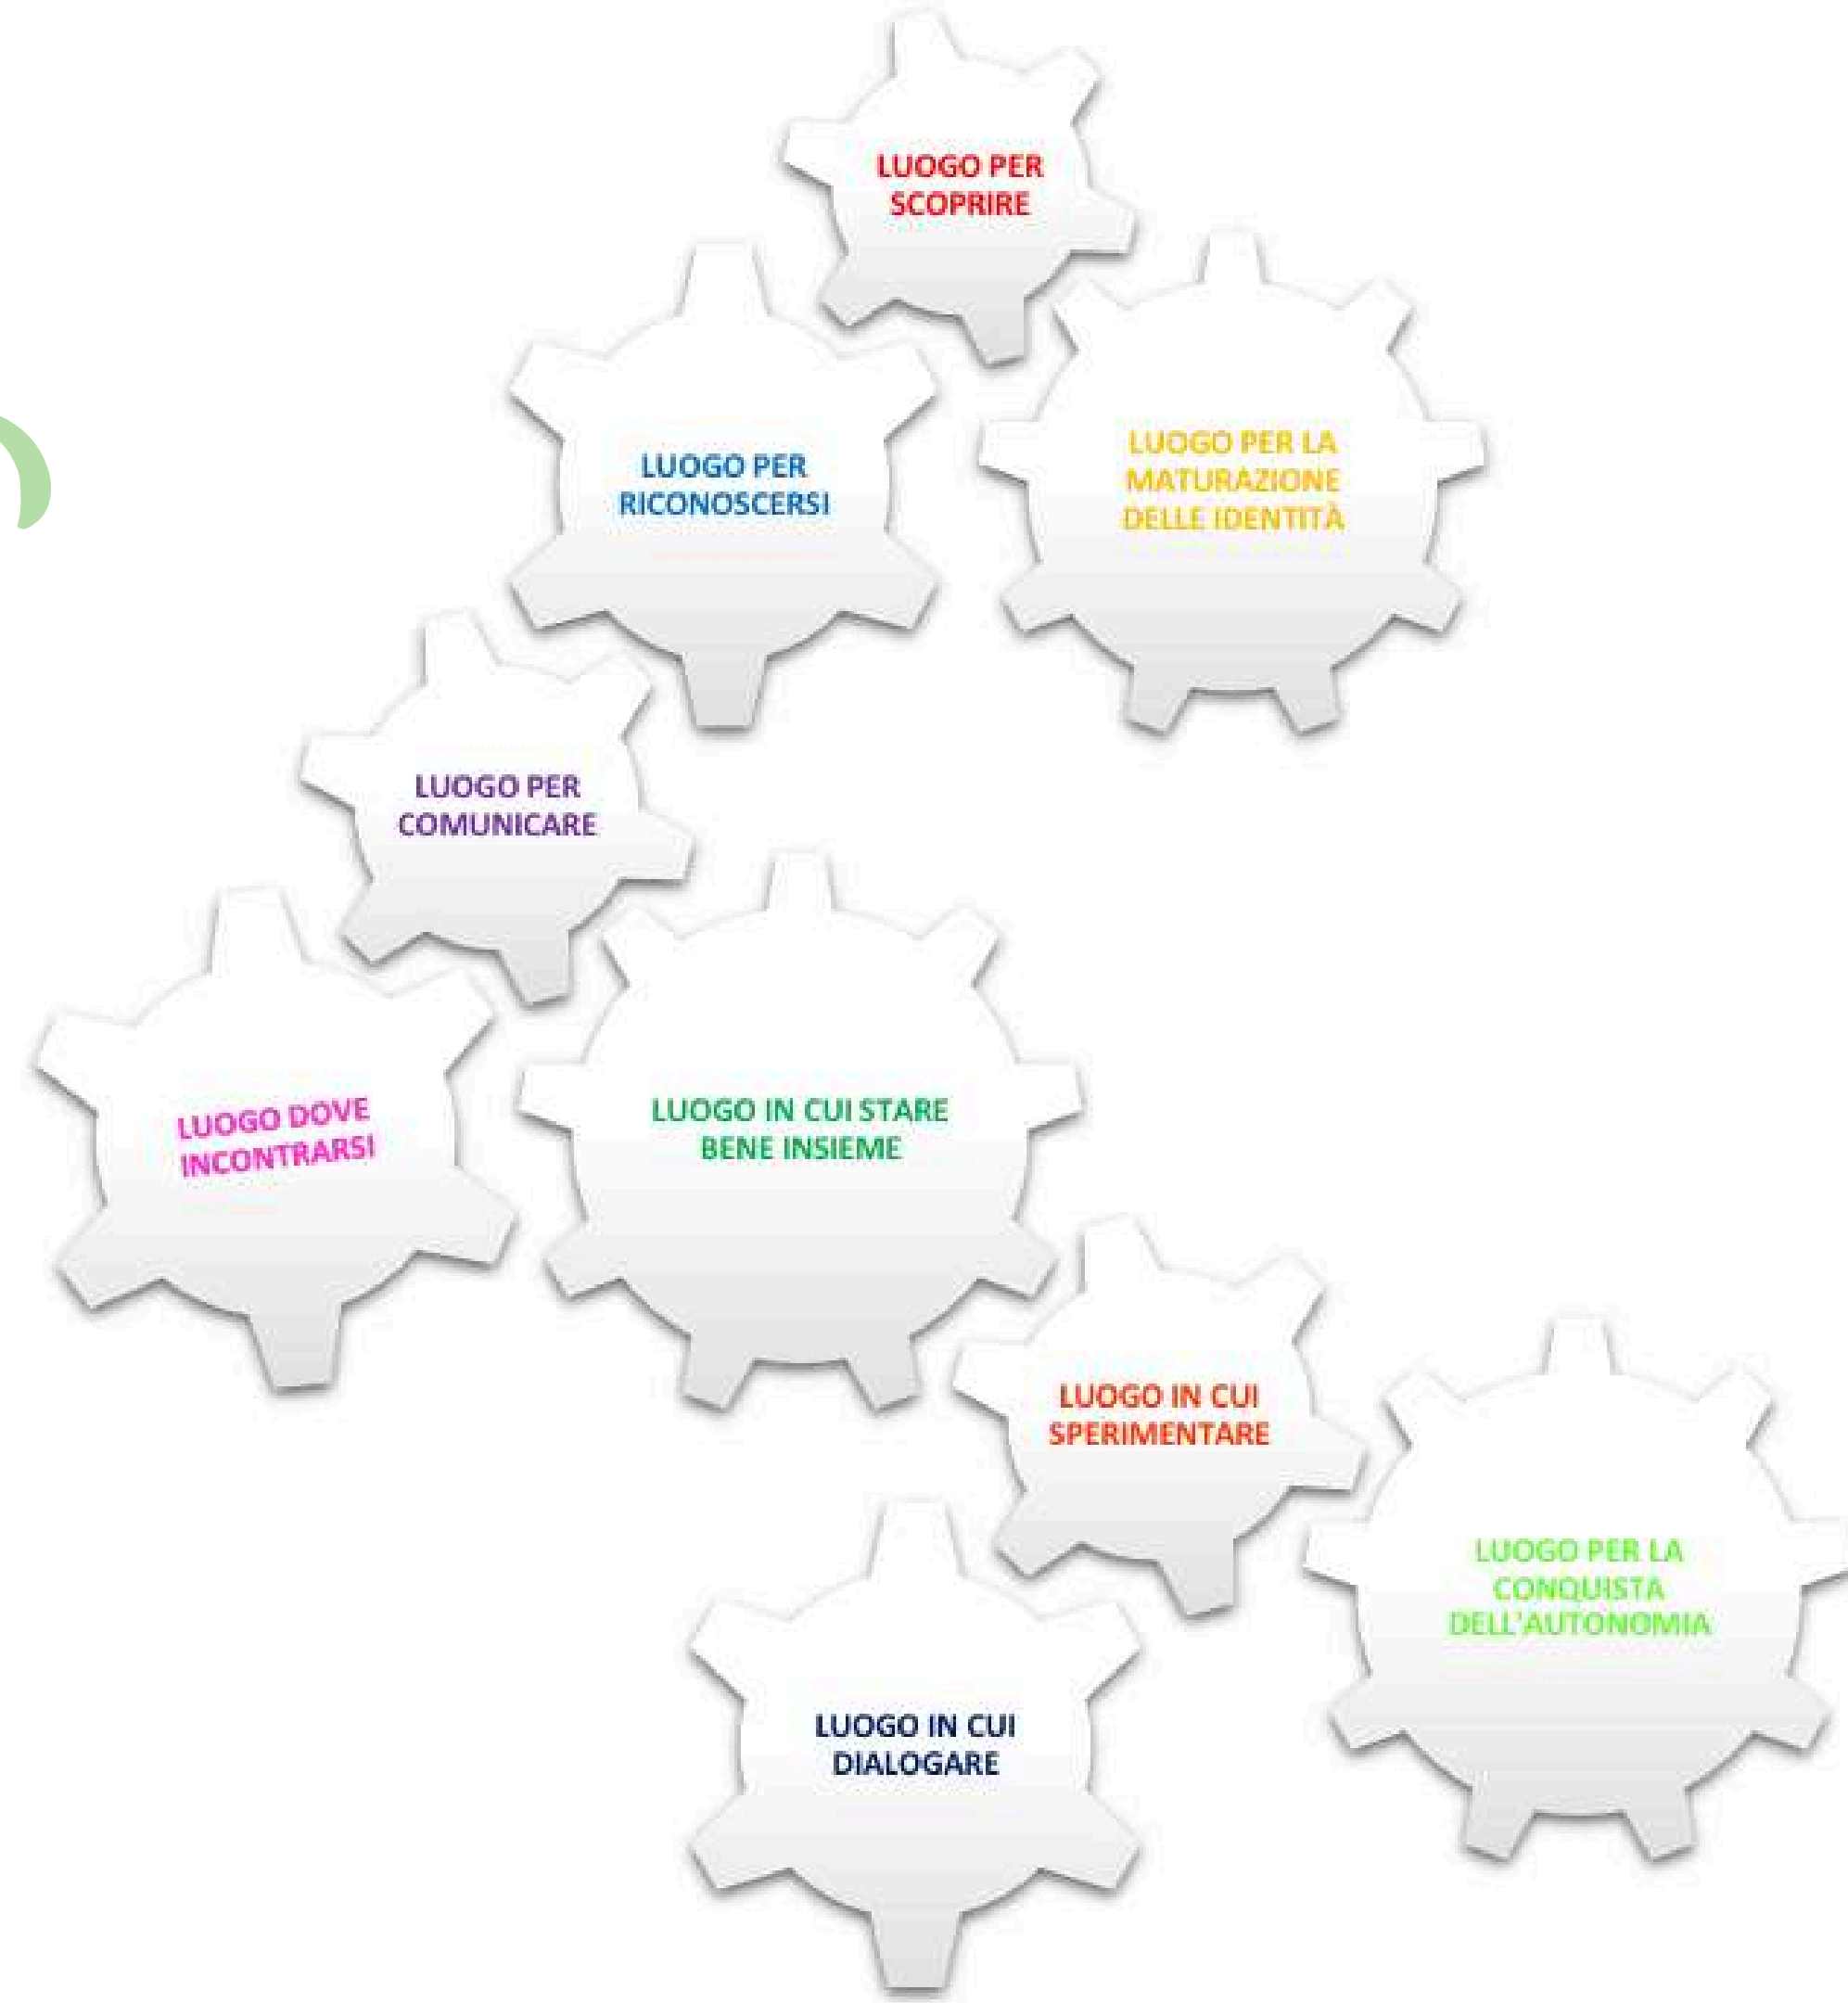 LUOGO PER
SCOPRIRE
LUOGO PER
RICONOSCERSI
LUOGO PER LA
MATURAZIONE
DELLE IDENTITÀ
LUOGO PER
COMUNICARE
LUOGO DOVE
INCONTRARSI
LUOGO IN CUI STARE
BENE INSIEME
LUOGO IN CUI
SPERIMENTARE
LUOGO PER LA
CONQUISTA
DELL'AUTONOMIA
LUOGO IN CUI
DIALOGARE